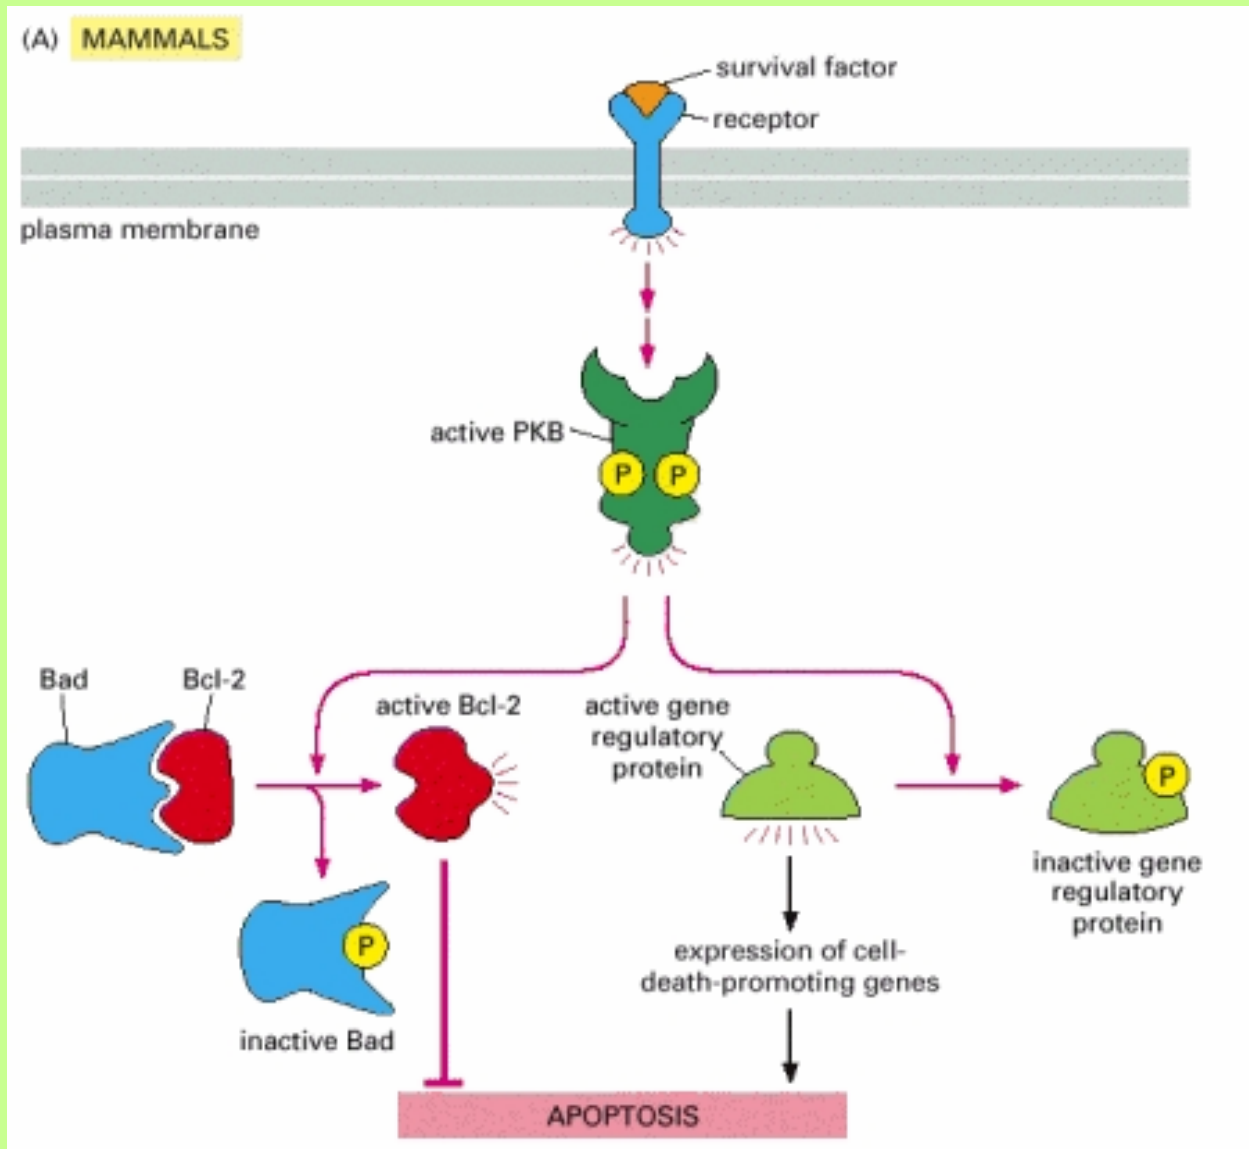 (A) MAMMALS
survival factor
receptor
plasma membrane
active PKB
P P
Bad
Bcl-2
active Bcl-2
active gene
regulatory
protein
P
inactive gene
regulatory
protein
P
inactive Bad
expression of cell-
death-promoting genes
APOPTOSIS